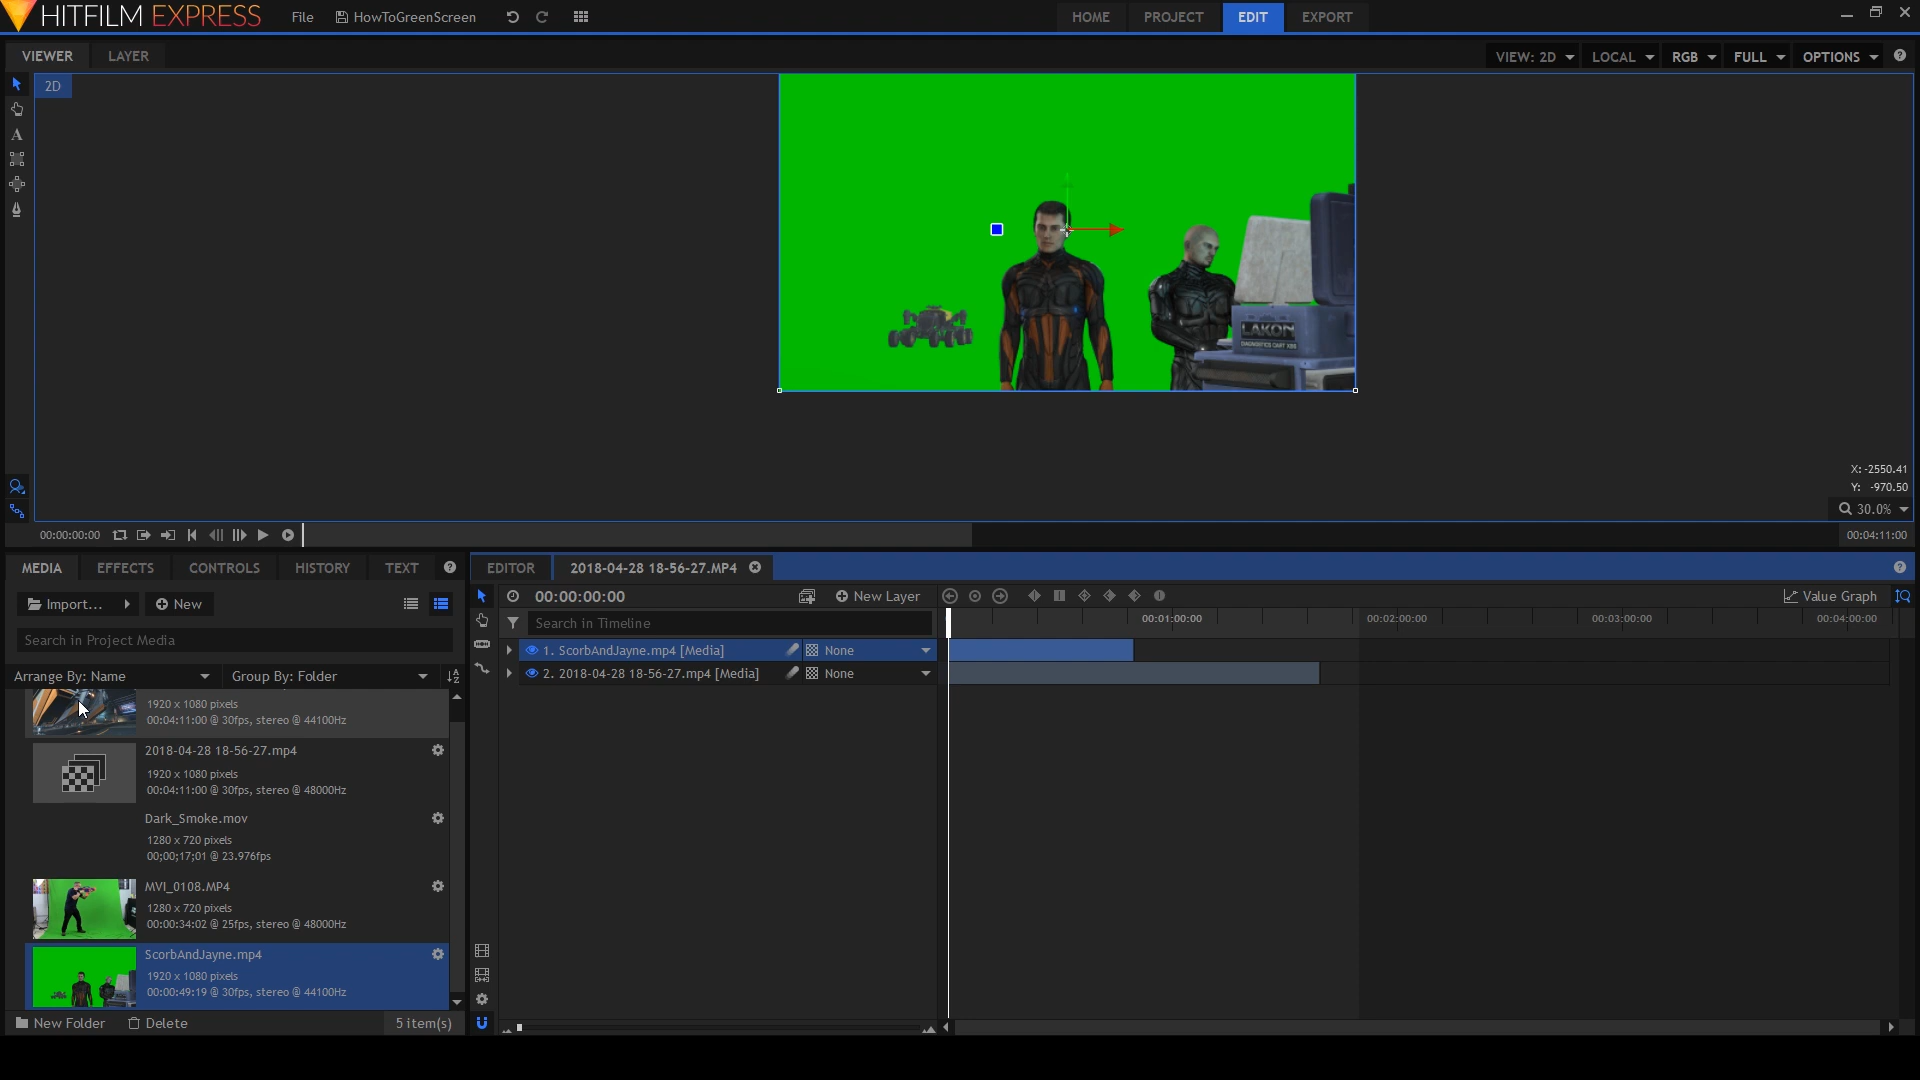 HITFILM EXPRESS
File
HowToGreenScreen
HOME
PROJECT
EDIT
EXPORT
VIEWER
LAYER
VIEW: 2D
LOCAL
RGB
FULL
OPTIONS
2D
A
LAKON
DIAGNOSTICS CART X95
X: -2550.41
Y: -970.50
30.0%
00:00:00:00
00:04:11:00
MEDIA
EFFECTS
CONTROLS
HISTORY
TEXT
EDITOR
2018-04-28 18-56-27.MP4
Import...
New
00:00:00:00
New Layer
Value Graph
Search in Project Media
Search in Timeline
00:01:00:00
00:02:00:00
00:03:00:00
00:04:00:00
Arrange By: Name
Group By: Folder
1. ScorbAndJayne.mp4 [Media]
None
2. 2018-04-28 18-56-27.mp4 [Media]
None
1920 x 1080 pixels
00:04:11:00 @ 30fps, stereo @ 44100Hz
2018-04-28 18-56-27.mp4
1920 x 1080 pixels
00:04:11:00 @ 30fps, stereo @ 48000Hz
Dark_Smoke.mov
1280 x 720 pixels
00;00;17;01 @ 23.976fps
MVI_0108.MP4
1280 x 720 pixels
00:00:34:02 @ 25fps, stereo @ 48000Hz
ScorbAndJayne.mp4
1920 x 1080 pixels
00:00:49:19 @ 30fps, stereo @ 44100Hz
New Folder
Delete
5 item(s)